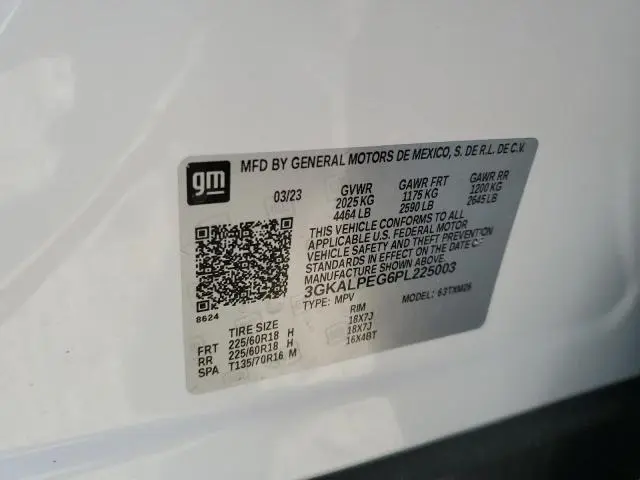 gm
MFD BY GENERAL MOTORS DE MEXICO, S. DE R.L. DE C.V.
03/23 GVWR GAWR FRT GAWR RR
2025 KG 1175 KG 1200 KG
4464 LB 2590 LB 2645 LB
THIS VEHICLE CONFORMS TO ALL
APPLICABLE U.S. FEDERAL MOTOR
VEHICLE SAFETY AND THEFT PREVENTION
STANDARDS IN EFFECT ON THE DATE OF
MANUFACTURE SHOWN ABOVE.
3GKALPEG6PL225003
TYPE: MPV MODEL: 63TXM26
8624
TIRE SIZE RIM
FRT 225/60R18 H 18X7J
RR 225/60R18 H 18X7J
SPA T135/70R16 M 16X4BT